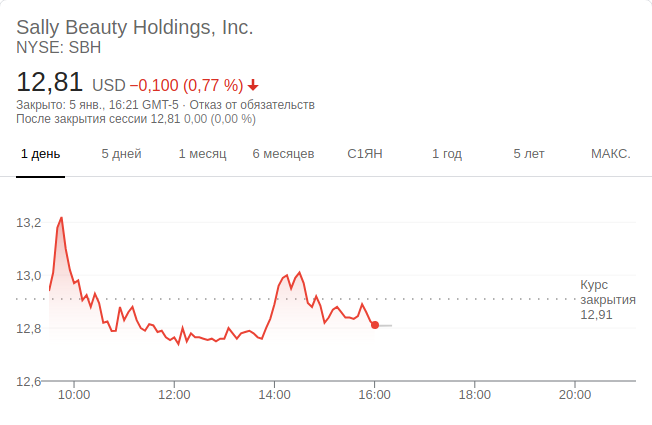 Sally Beauty Holdings, Inc.
NYSE: SBH
12,81 USD −0,100 (0,77 %)
Закрыто: 5 янв., 16:21 GMT-5 · Отказ от обязательств
После закрытия сессии 12,81 0,00 (0,00 %)
1 день 5 дней 1 месяц 6 месяцев С1ЯН 1 год 5 лет МАКС.
13,2
13,0
Курс
закрытия
12,91
12,8
12,6
10:00 12:00 14:00 16:00 18:00 20:00